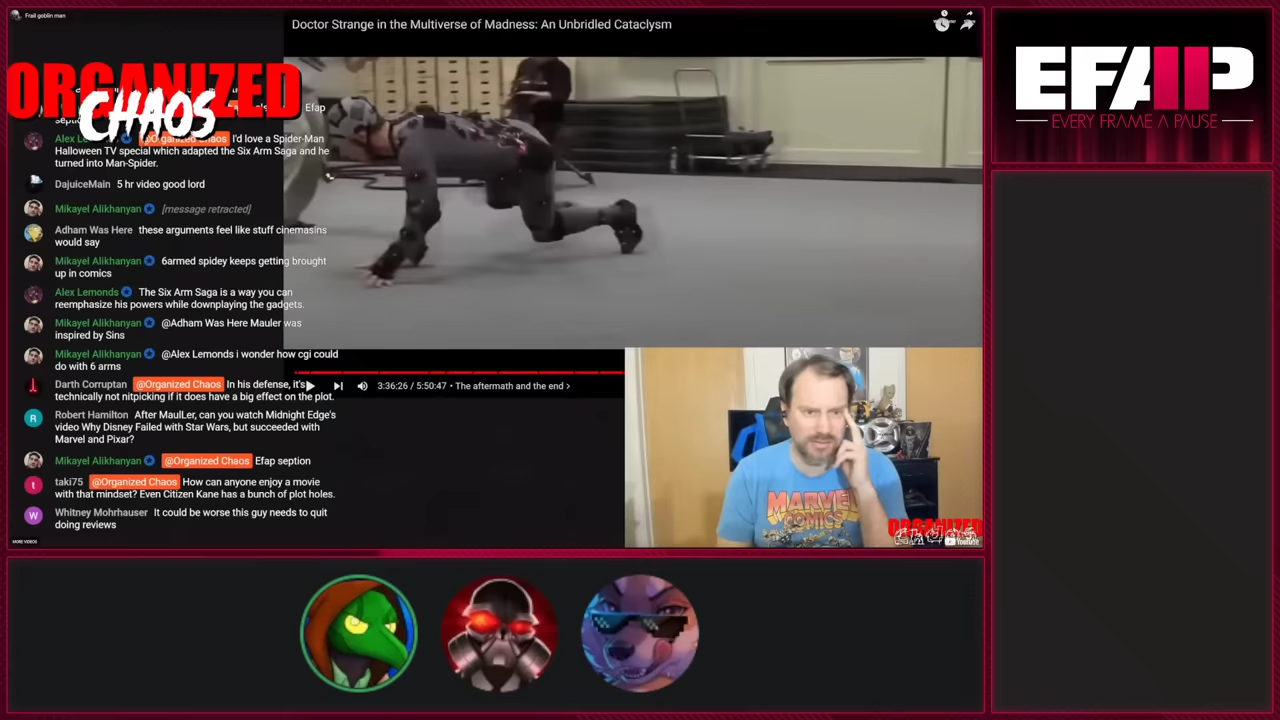 Frail goblin man
Doctor Strange in the Multiverse of Madness: An Unbridled Cataclysm
ORGANIZED
CHAOS
Efap
Alex
@Organized Chaos I'd love a Spider-Man
Halloween TV special which adapted the Six Arm Saga and he
turned into Man-Spider.
DajuiceMain 5 hr video good lord
Mikayel Alikhanyan [message retracted]
Adham Was Here these arguments feel like stuff cinemasins
would say
Mikayel Alikhanyan 6armed spidey keeps getting brought
up in comics
Alex Lemonds The Six Arm Saga is a way you can
reemphasize his powers while downplaying the gadgets.
Mikayel Alikhanyan @Adham Was Here Mauler was
inspired by Sins
Mikayel Alikhanyan @Alex Lemonds i wonder how cgi could
do with 6 arms
Darth Corruptan @Organized Chaos In his defense, it's
technically not nitpicking if it does have a big effect on the plot.
Robert Hamilton After MaulLer, can you watch Midnight Edge's
video Why Disney Failed with Star Wars, but succeeded with
Marvel and Pixar?
Mikayel Alikhanyan @Organized Chaos Efap seption
taki75 @Organized Chaos How can anyone enjoy a movie
with that mindset? Even Citizen Kane has a bunch of plot holes.
Whitney Mohrhauser It could be worse this guy needs to quit
doing reviews
MORE VIDEOS
3:36:26 / 5:50:47 • The aftermath and the end >
MARVEL
COMICS
ORGANIZED
YouTube
EFAP
EVERY FRAME A PAUSE